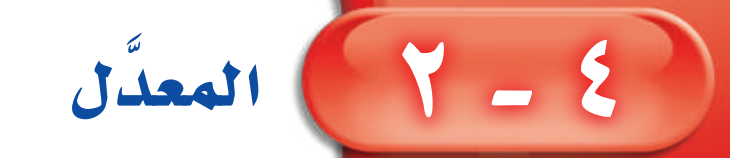 ٤ - ٢ المعدَّل